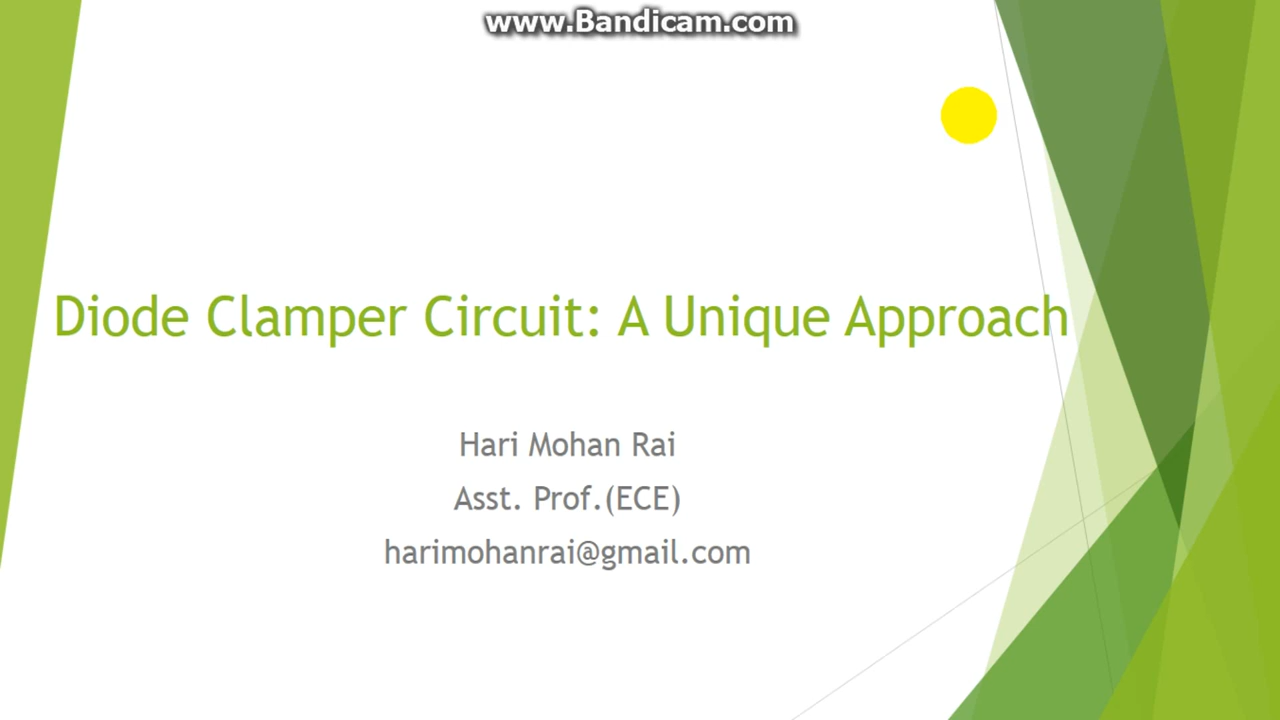 www.Bandicam.com
Diode Clamper Circuit: A Unique Approach
Hari Mohan Rai
Asst. Prof.(ECE)
harimohanrai@gmail.com